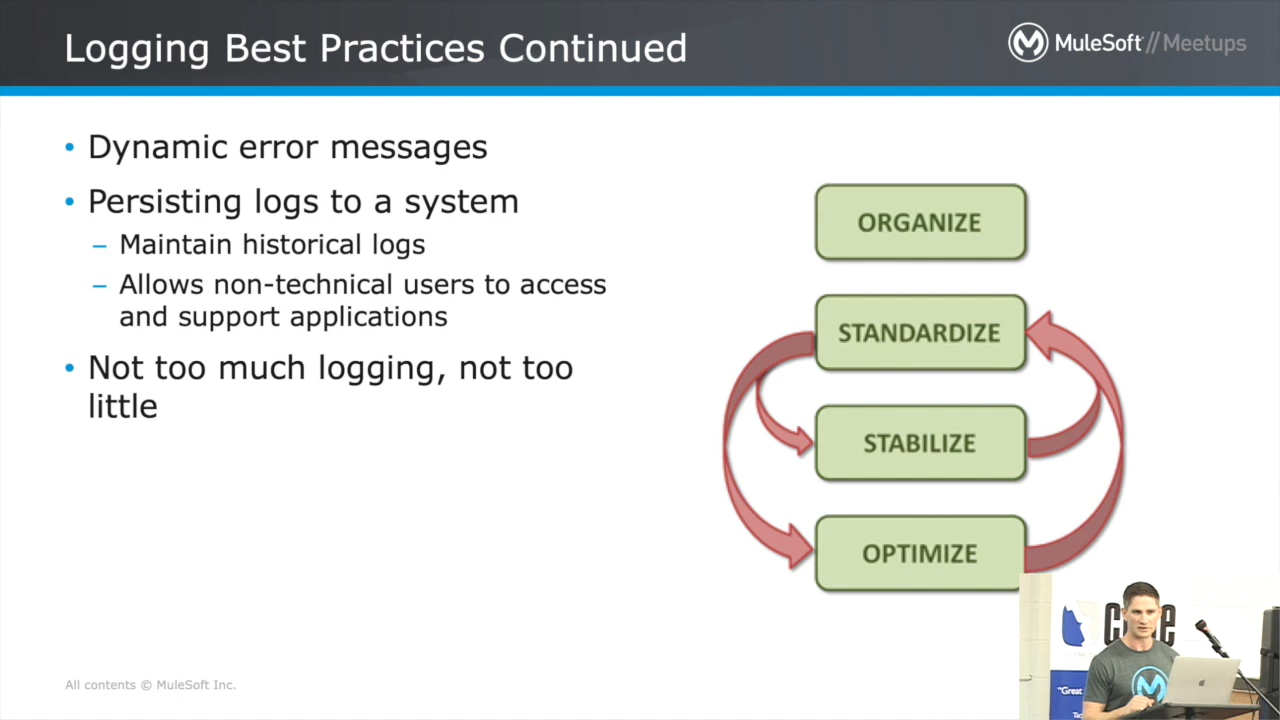 Logging Best Practices Continued
MuleSoft // Meetups
• Dynamic error messages
• Persisting logs to a system
– Maintain historical logs
– Allows non-technical users to access
and support applications
• Not too much logging, not too
little
ORGANIZE
STANDARDIZE
STABILIZE
OPTIMIZE
"Great
All contents © MuleSoft Inc.